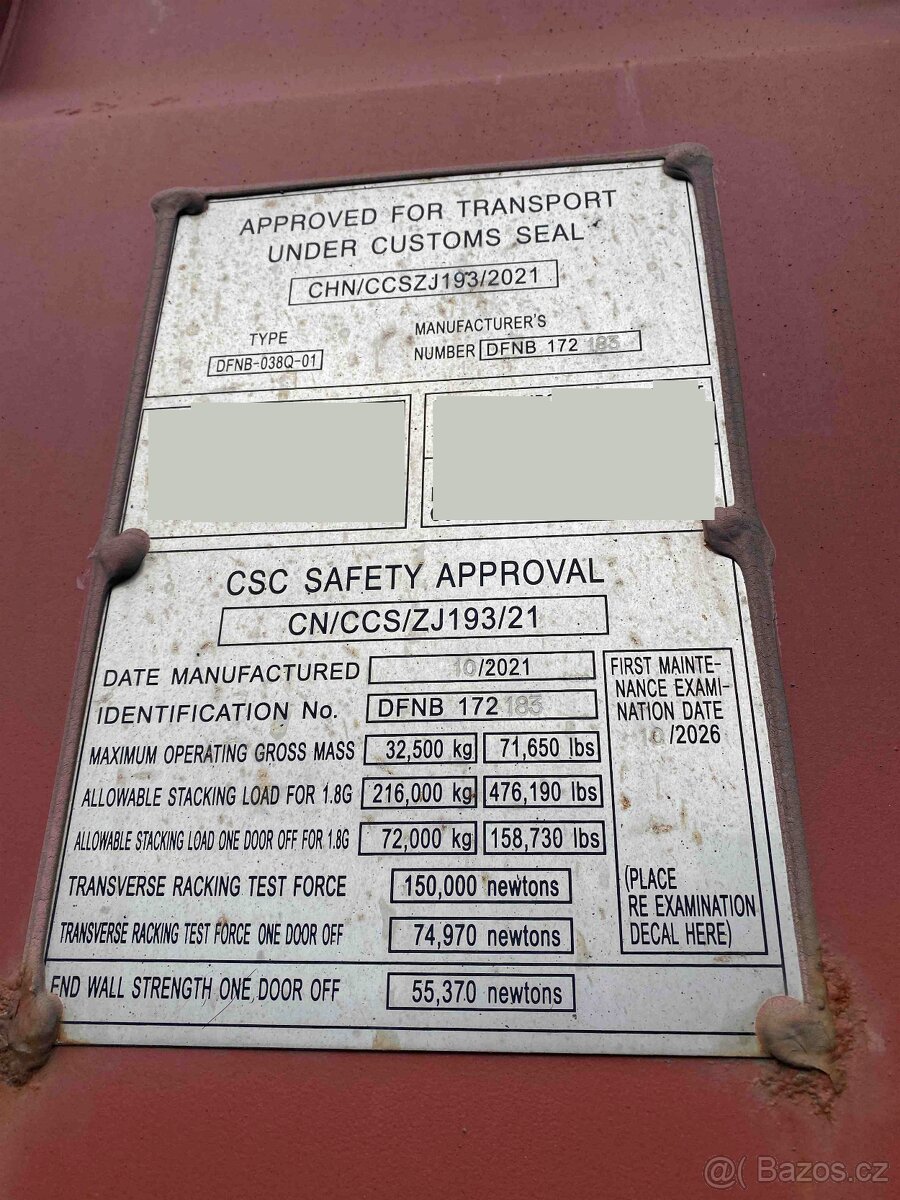 APPROVED FOR TRANSPORT
UNDER CUSTOMS SEAL
CHN/CCSZJ193/2021
TYPE
DFNB-038Q-01
MANUFACTURER'S
NUMBER DFNB 172 183
CSC SAFETY APPROVAL
CN/CCS/ZJ193/21
DATE MANUFACTURED 10/2021
IDENTIFICATION No. DFNB 172 183
MAXIMUM OPERATING GROSS MASS 32,500 kg 71,650 lbs
ALLOWABLE STACKING LOAD FOR 1.8G 216,000 kg 476,190 lbs
ALLOWABLE STACKING LOAD ONE DOOR OFF FOR 1.8G 72,000 kg 158,730 lbs
TRANSVERSE RACKING TEST FORCE 150,000 newtons
TRANSVERSE RACKING TEST FORCE ONE DOOR OFF 74,970 newtons
END WALL STRENGTH ONE DOOR OFF 55,370 newtons
FIRST MAINTE-
NANCE EXAMI-
NATION DATE
10/2026
(PLACE
RE EXAMINATION
DECAL HERE)
@( Bazos.cz